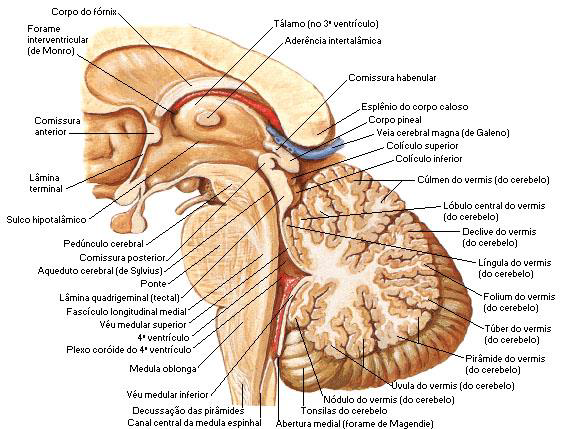 Corpo do fórnix
Forame
interventricular
(de Monro)
Comissura
anterior
Lâmina
terminal
Sulco hipotalâmico
Pedúnculo cerebral
Comissura posterior
Aqueduto cerebral (de Sylvius)
Ponte
Lâmina quadrigeminal (tectal)
Fascículo longitudinal medial
Véu medular superior
4º ventrículo
Plexo coróide do 4º ventrículo
Medula oblonga
Véu medular inferior
Decussação das pirâmides
Canal central da medula espinhal
Tálamo (no 3º ventrículo)
Aderência intertalâmica
Comissura habenular
Esplênio do corpo caloso
Corpo pineal
Veia cerebral magna (de Galeno)
Colículo superior
Colículo inferior
Cúlmen do vermis (do cerebelo)
Lóbulo central do vermis
(do cerebelo)
Declive do vermis
(do cerebelo)
Língula do vermis
(do cerebelo)
Folium do vermis
(do cerebelo)
Túber do vermis
(do cerebelo)
Pirâmide do vermis
(do cerebelo)
Úvula do vermis (do cerebelo)
Nódulo do vermis (do cerebelo)
Tonsilas do cerebelo
Abertura medial (forame de Magendie)